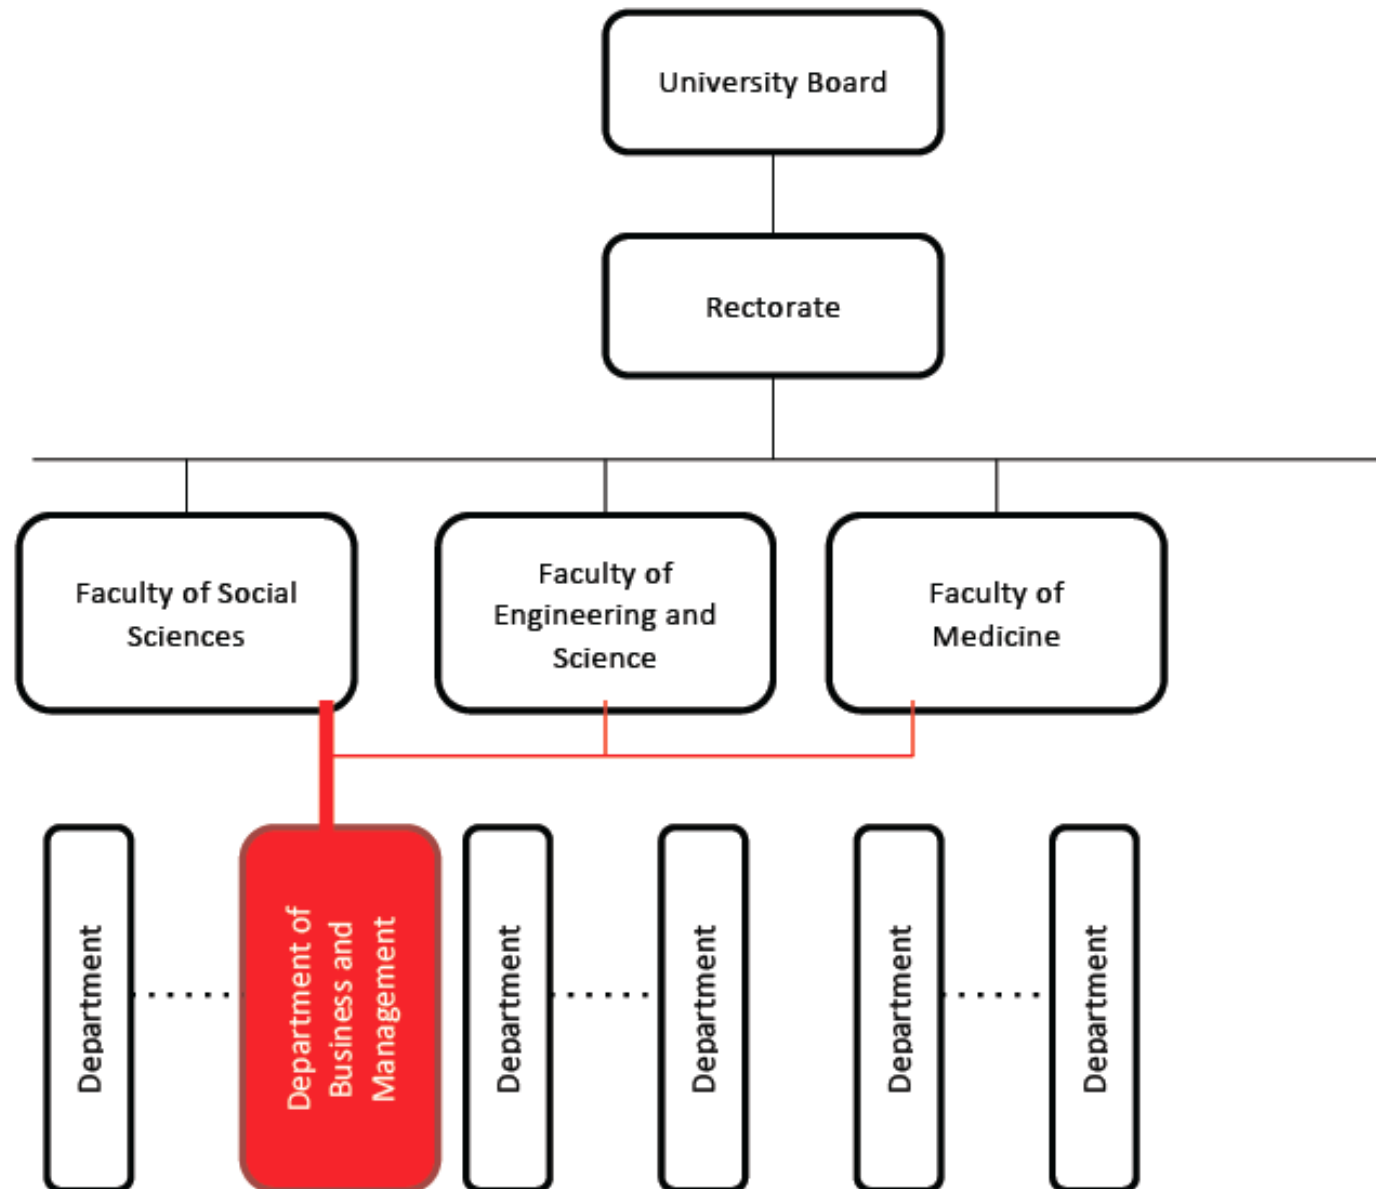 University Board
Rectorate
Faculty of Social
Sciences
Faculty of
Engineering and
Science
Faculty of
Medicine
Department
Department of
Business and
Management
Department
Department
Department
Department